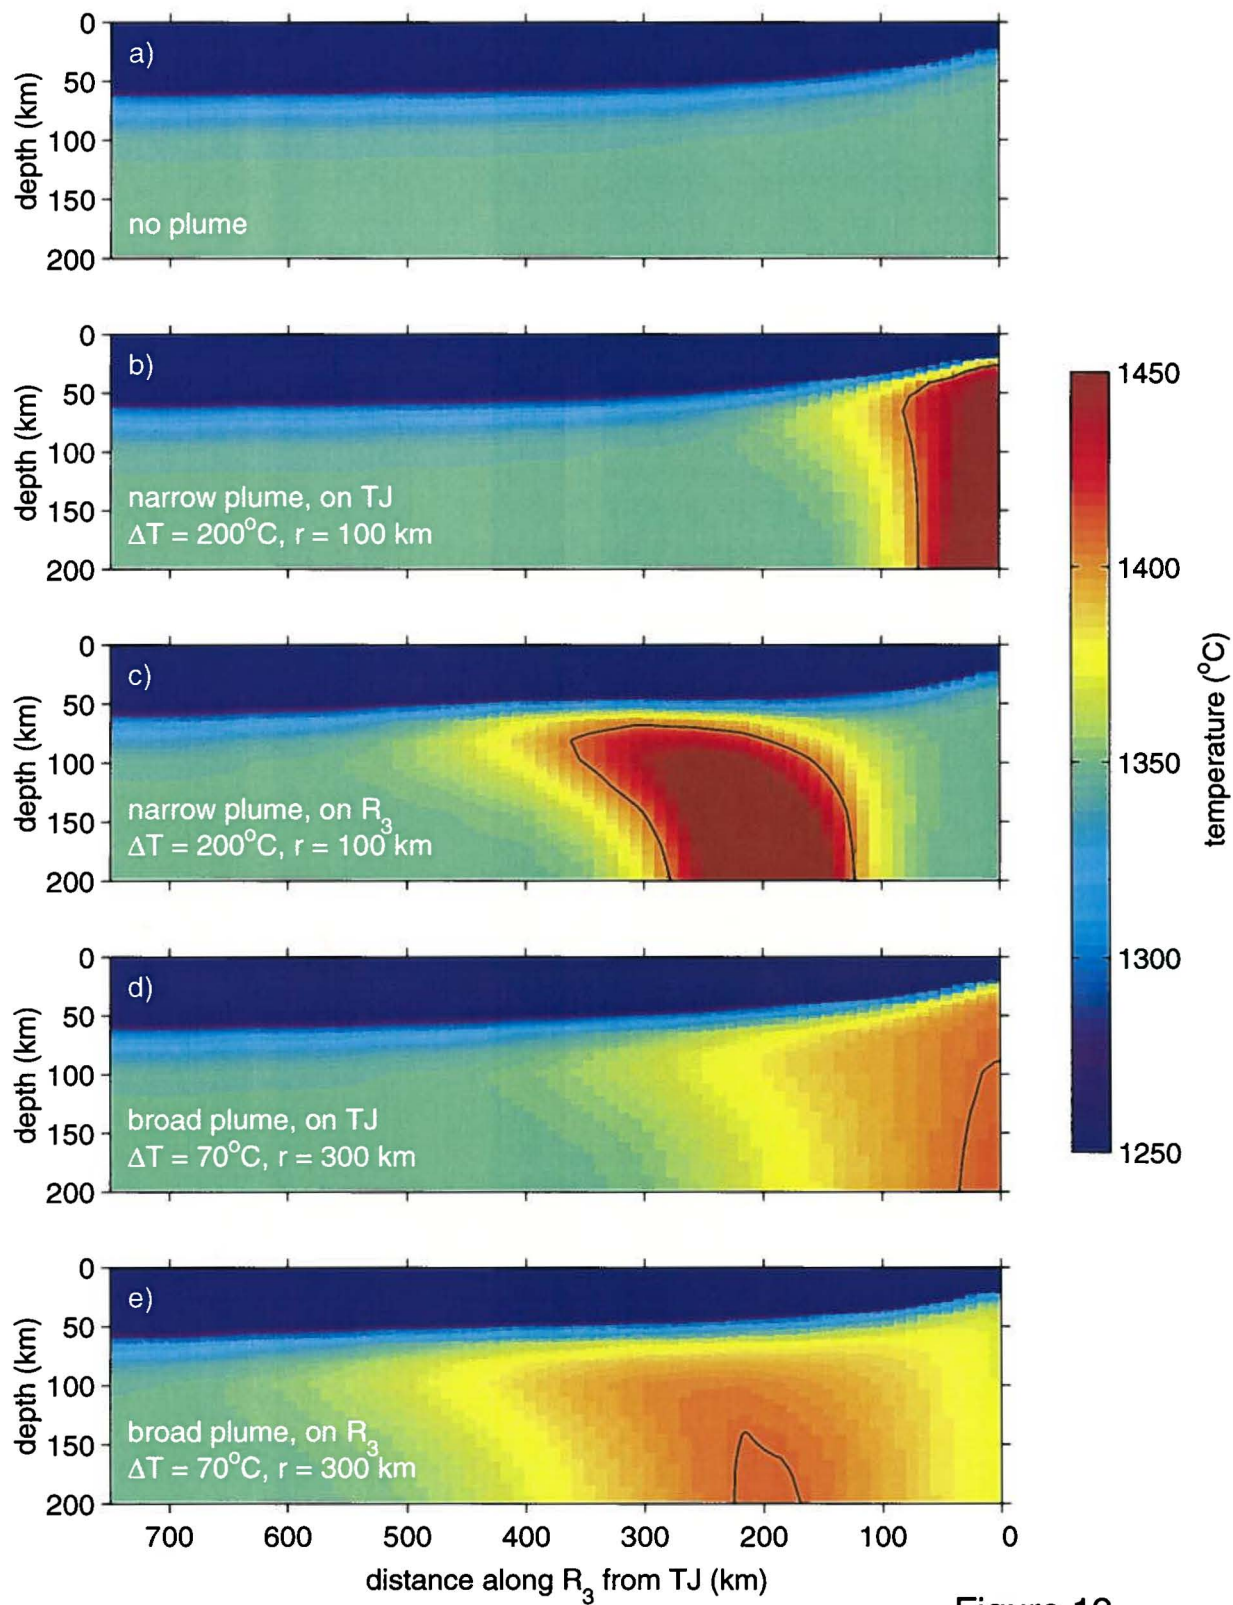 0
50
100
150
200
depth (km)
a)
no plume
0
50
100
150
200
depth (km)
b)
narrow plume, on TJ
ΔT = 200°C, r = 100 km
0
50
100
150
200
depth (km)
c)
narrow plume, on R₃
ΔT = 200°C, r = 100 km
0
50
100
150
200
depth (km)
d)
broad plume, on TJ
ΔT = 70°C, r = 300 km
0
50
100
150
200
depth (km)
e)
broad plume, on R₃
ΔT = 70°C, r = 300 km
700 600 500 400 300 200 100 0
distance along R₃ from TJ (km)
1450
1400
1350
1300
1250
temperature (°C)
Figure 10